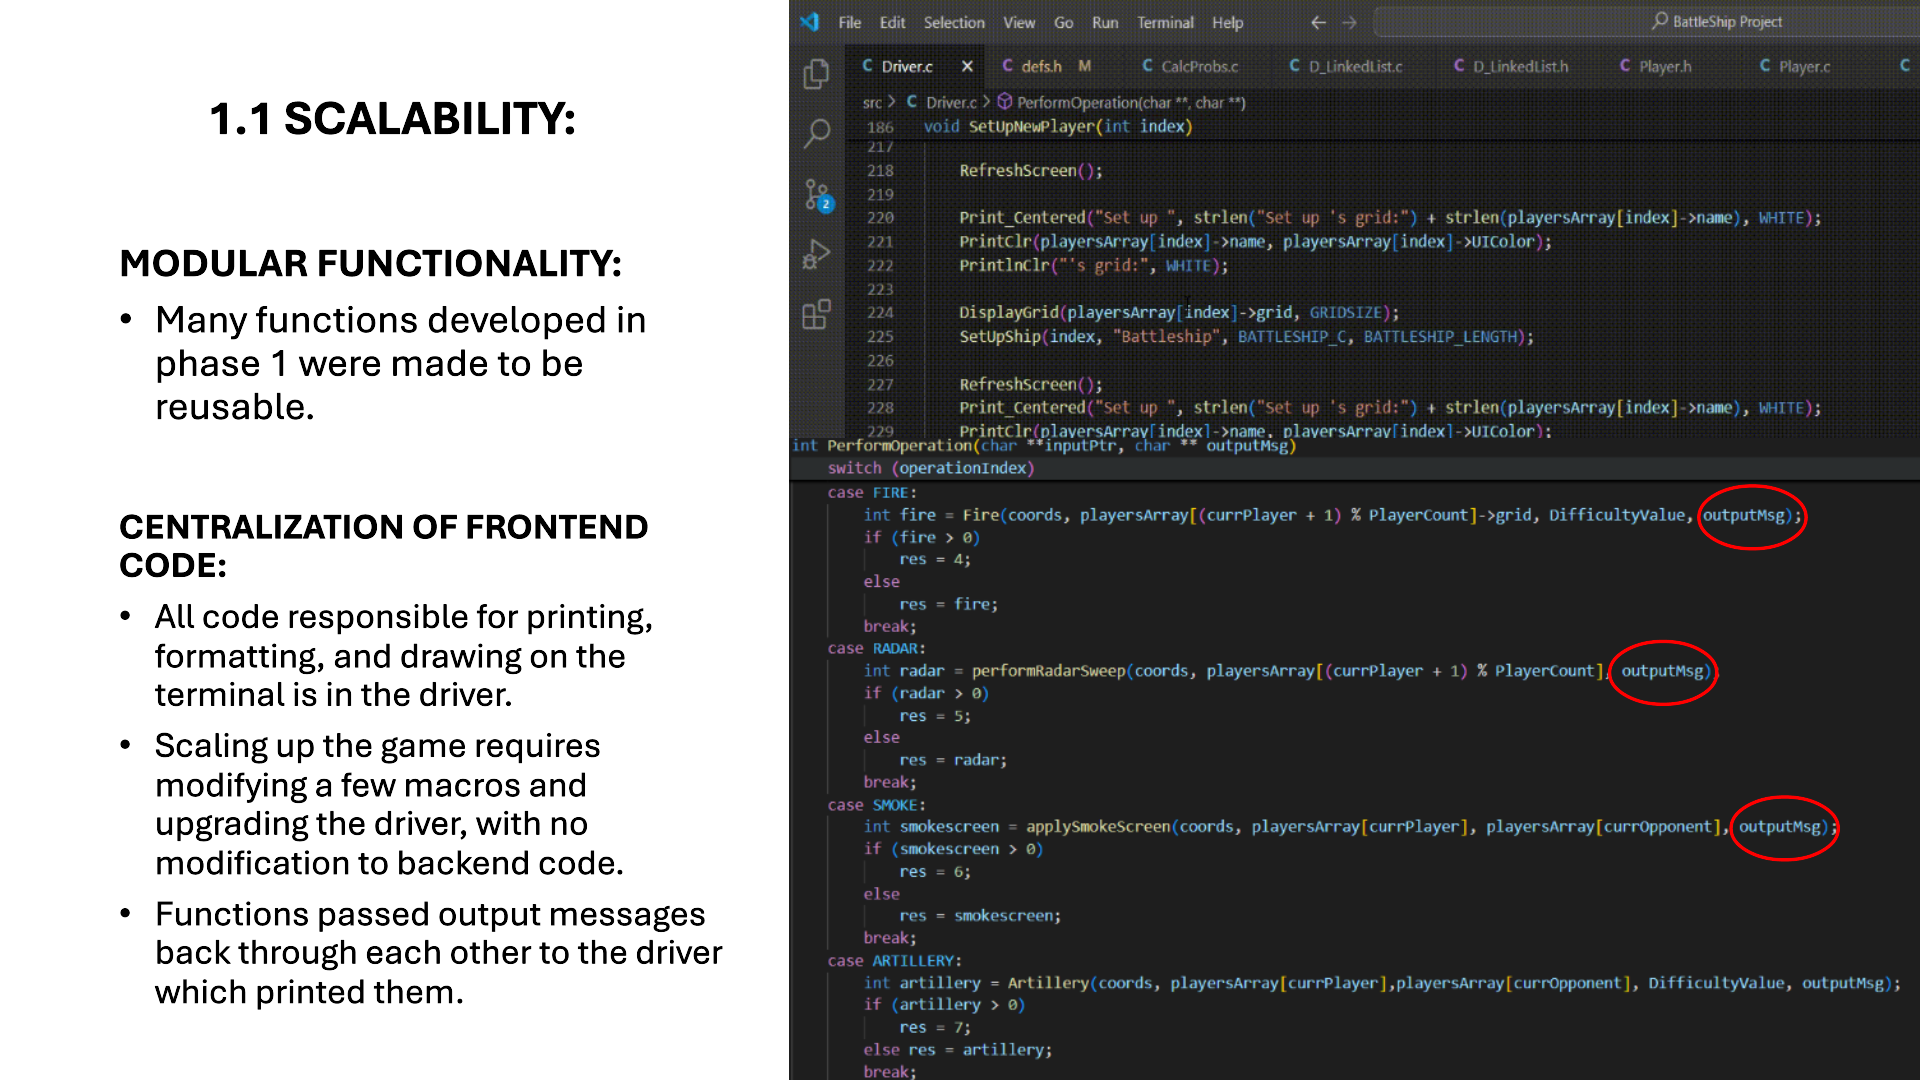 1.1 SCALABILITY:
MODULAR FUNCTIONALITY:
• Many functions developed in
phase 1 were made to be
reusable.
CENTRALIZATION OF FRONTEND
CODE:
• All code responsible for printing,
formatting, and drawing on the
terminal is in the driver.
• Scaling up the game requires
modifying a few macros and
upgrading the driver, with no
modification to backend code.
• Functions passed output messages
back through each other to the driver
which printed them.
File Edit Selection View Go Run Terminal Help ← → BattleShip Project
C Driver.c × C defs.h M C CalcProbs.c C D_LinkedList.c C D_LinkedList.h C Player.h C Player.c C
src > C Driver.c > PerformOperation(char **, char **)
186 void SetUpNewPlayer(int index)
217
218 RefreshScreen();
219
2
220 Print_Centered("Set up ", strlen("Set up 's grid:") + strlen(playersArray[index]->name), WHITE);
221 PrintClr(playersArray[index]->name, playersArray[index]->UIColor);
222 PrintlnClr("'s grid:", WHITE);
223
224 DisplayGrid(playersArray[index]->grid, GRIDSIZE);
225 SetUpShip(index, "Battleship", BATTLESHIP_C, BATTLESHIP_LENGTH);
226
227 RefreshScreen();
228 Print_Centered("Set up ", strlen("Set up 's grid:") + strlen(playersArray[index]->name), WHITE);
229 PrintClr(playersArray[index]->name, playersArray[index]->UIColor);
int PerformOperation(char **inputPtr, char ** outputMsg)
switch (operationIndex)
case FIRE:
int fire = Fire(coords, playersArray[(currPlayer + 1) % PlayerCount]->grid, DifficultyValue, outputMsg);
if (fire > 0)
res = 4;
else
res = fire;
break;
case RADAR:
int radar = performRadarSweep(coords, playersArray[(currPlayer + 1) % PlayerCount], outputMsg);
if (radar > 0)
res = 5;
else
res = radar;
break;
case SMOKE:
int smokescreen = applySmokeScreen(coords, playersArray[currPlayer], playersArray[currOpponent], outputMsg);
if (smokescreen > 0)
res = 6;
else
res = smokescreen;
break;
case ARTILLERY:
int artillery = Artillery(coords, playersArray[currPlayer],playersArray[currOpponent], DifficultyValue, outputMsg);
if (artillery > 0)
res = 7;
else res = artillery;
break;